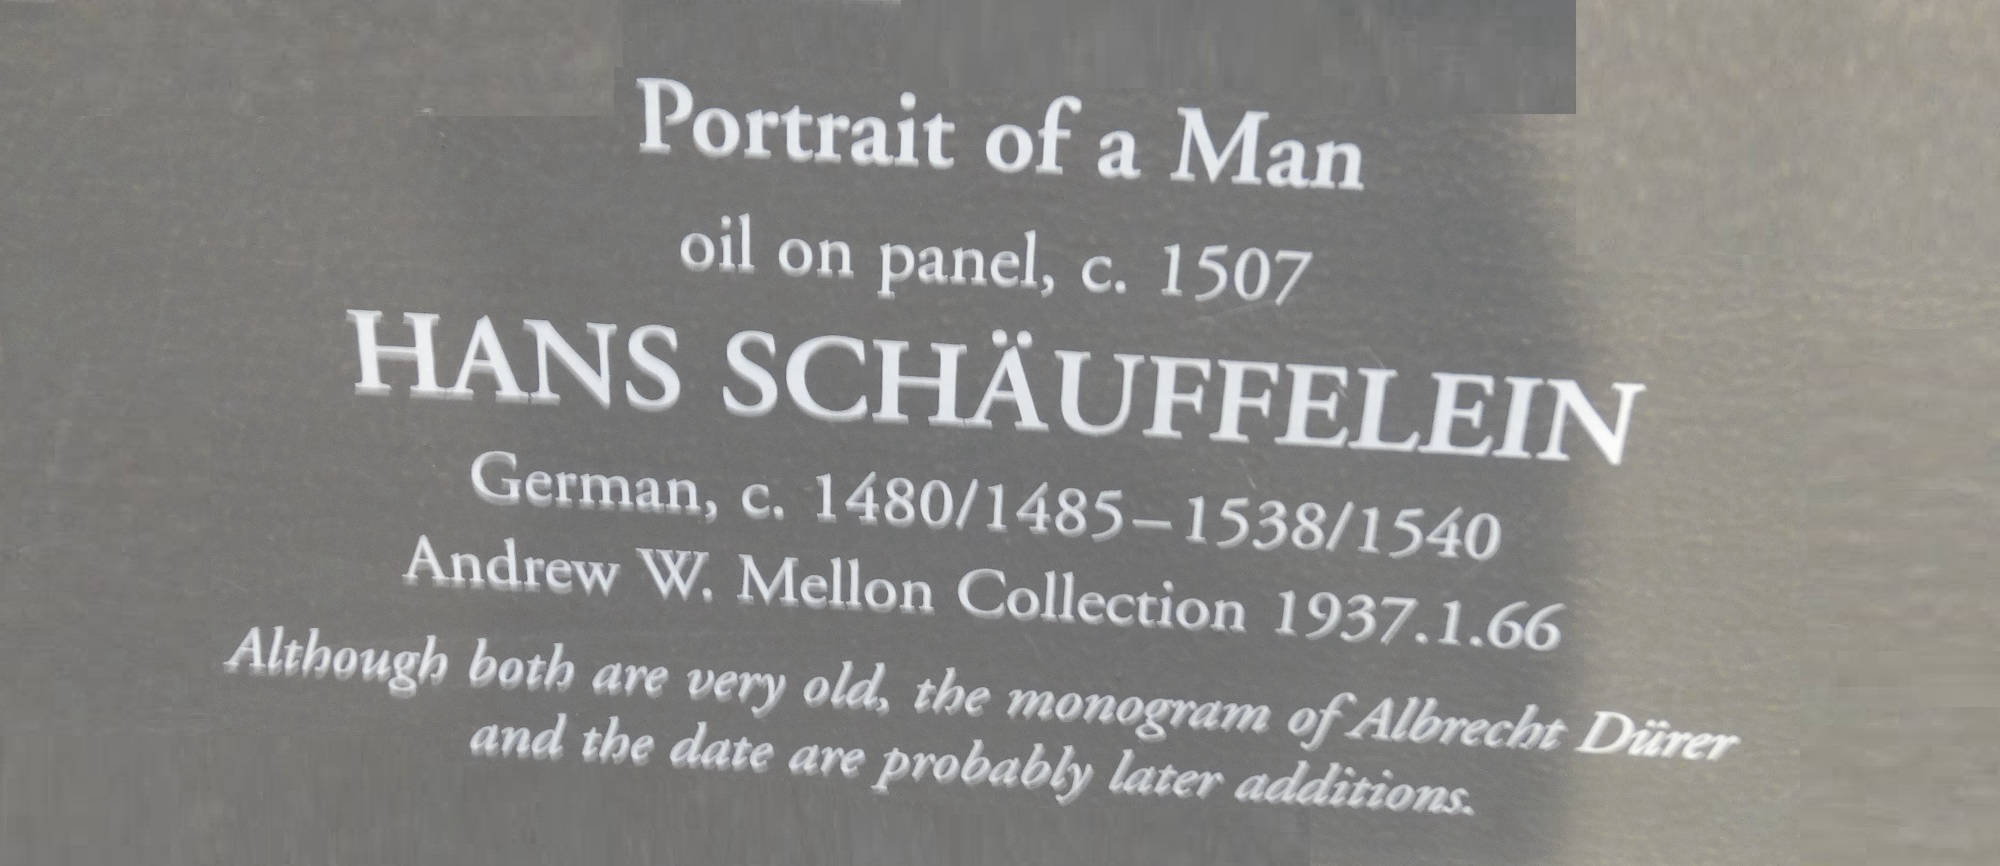 Portrait of a Man
oil on panel, c. 1507
HANS SCHÄUFFELEIN
German, c. 1480/1485–1538/1540
Andrew W. Mellon Collection 1937.1.66
Although both are very old, the monogram of Albrecht Dürer
and the date are probably later additions.